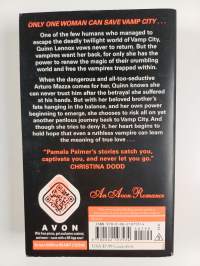 ONLY ONE WOMAN CAN SAVE VAMP CITY...
One of the few humans who managed to
escape the deadly twilight world of Vamp City,
Quinn Lennox vows never to return. But the
vampires want her back, for only she has the
power to renew the magic of their crumbling
world and free the vampires trapped within.
When the dangerous and all-too-seductive
Arturo Mazza comes for her, Quinn knows she
can never trust him after the betrayal she suffered
at his hands. But with her beloved brother's
fate hanging in the balance, and her own power
beginning to emerge, she chooses to risk all on yet
another perilous journey back to Vamp City. And
though she tries to deny it, her heart begins to
hold hope that even a ruthless vampire can learn
the meaning of true love . . .
"Pamela Palmer's stories catch you,
captivate you, and never let you go."
CHRISTINA DODD
An Avon Romance
AVON